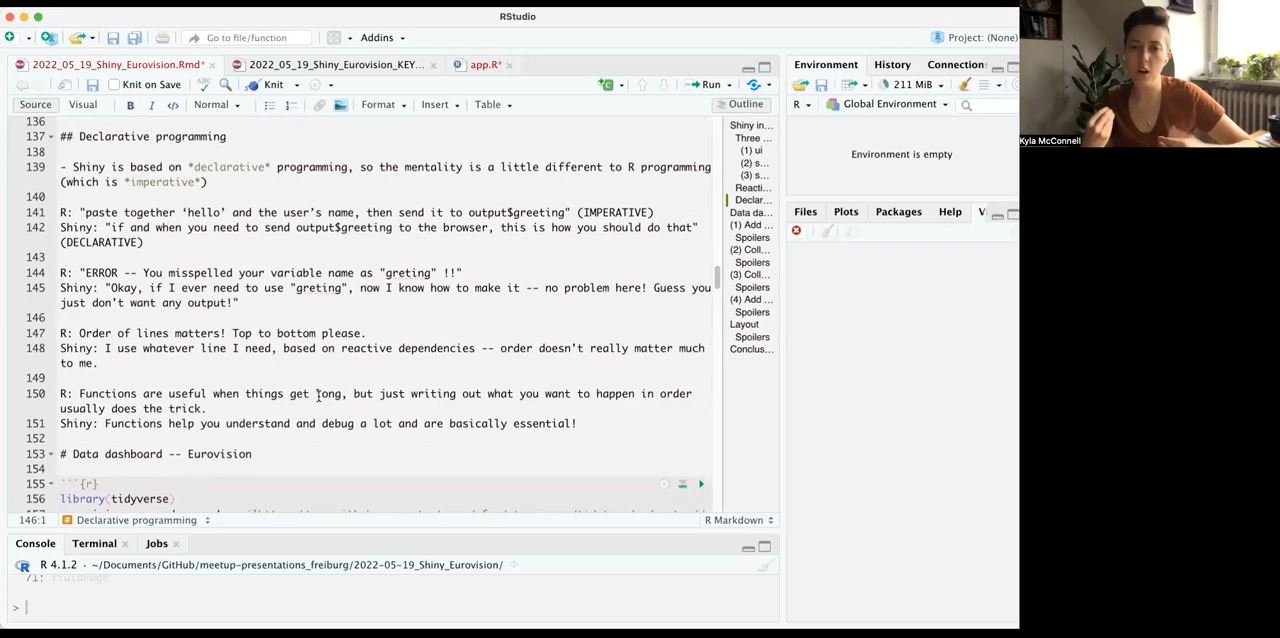 RStudio
Go to file/function
Addins
Project: (None)
2022_05_19_Shiny_Eurovision.Rmd*
2022_05_19_Shiny_Eurovision_KEY...
app.R*
Knit on Save
ABC
Knit
Run
Source
Visual
B
I
</>
Normal
Format
Insert
Table
Outline
136
137 ## Declarative programming
138
139 - Shiny is based on *declarative* programming, so the mentality is a little different to R programming
(which is *imperative*)
140
141 R: "paste together ‘hello’ and the user’s name, then send it to output$greeting" (IMPERATIVE)
142 Shiny: "if and when you need to send output$greeting to the browser, this is how you should do that"
(DECLARATIVE)
143
144 R: "ERROR -- You misspelled your variable name as "greting" !!"
145 Shiny: "Okay, if I ever need to use "greting", now I know how to make it -- no problem here! Guess you
just don't want any output!"
146
147 R: Order of lines matters! Top to bottom please.
148 Shiny: I use whatever line I need, based on reactive dependencies -- order doesn't really matter much
to me.
149
150 R: Functions are useful when things get long, but just writing out what you want to happen in order
usually does the trick.
151 Shiny: Functions help you understand and debug a lot and are basically essential!
152
153 # Data dashboard -- Eurovision
154
155 ```{r}
156 library(tidyverse)
Shiny in...
Three ...
(1) ui
(2) s...
(3) s...
Reacti...
Declar...
Data da...
(1) Add ...
Spoilers
(2) Coll...
Spoilers
(3) Coll...
Spoilers
(4) Add ...
Spoilers
Layout
Spoilers
Conclus...
146:1
# Declarative programming
R Markdown
Console
Terminal
Jobs
R 4.1.2 · ~/Documents/GitHub/meetup-presentations_freiburg/2022-05-19_Shiny_Eurovision/
71: fluidPage
>
Environment
History
Connection
211 MiB
R
Global Environment
Environment is empty
Files
Plots
Packages
Help
V
Kyla McConnell